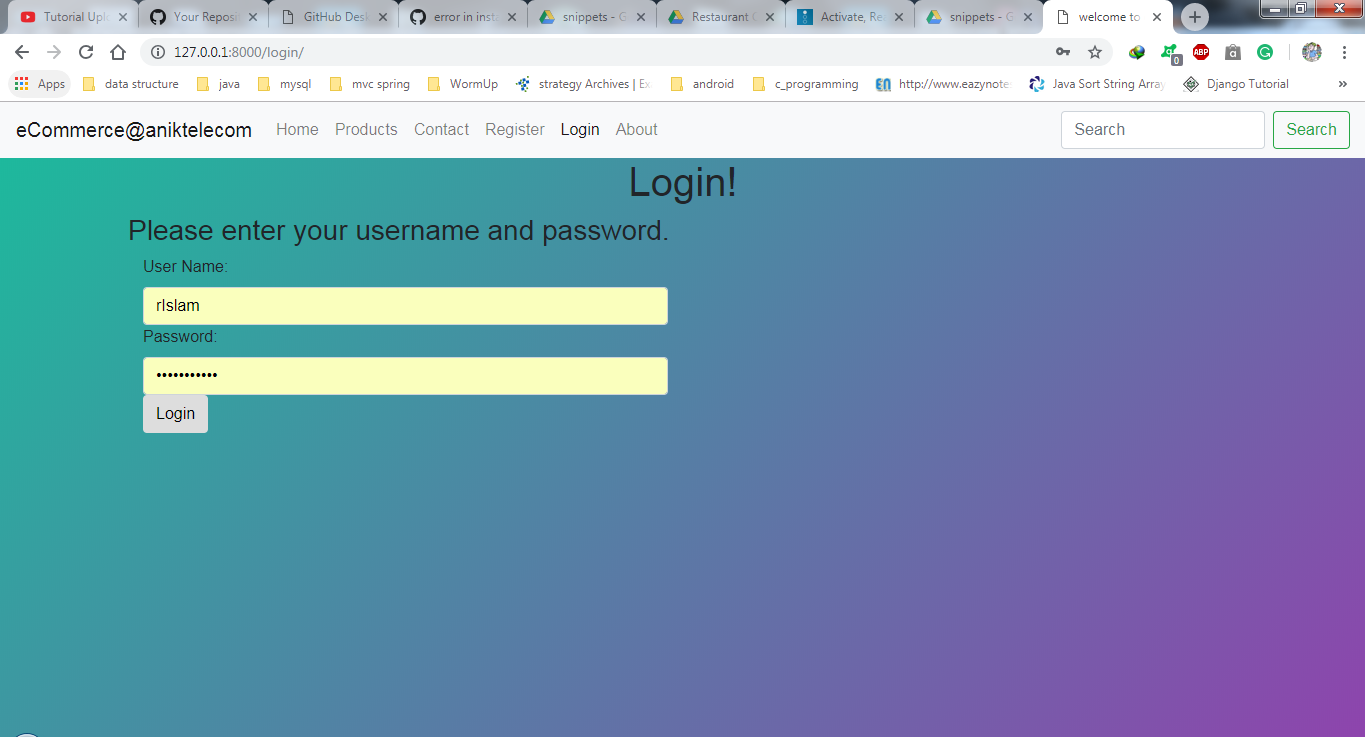 Tutorial Uplo
Your Reposi
GitHub Desk
error in insta
snippets - G
Restaurant
Activate, Re
snippets - G
welcome to
127.0.0.1:8000/login/
ABP
0
Apps
data structure
java
mysql
mvc spring
WormUp
strategy Archives | Ex
android
c_programming
http://www.eazynotes
Java Sort String Array
Django Tutorial
»
eCommerce@aniktelecom
Home
Products
Contact
Register
Login
About
Search
Search
Login!
Please enter your username and password.
User Name:
rIslam
Password:
•••••••••••
Login